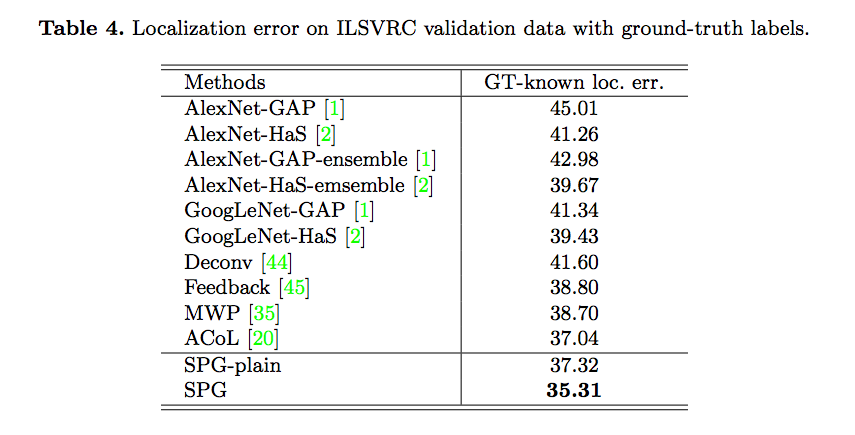 Table 4. Localization error on ILSVRC validation data with ground-truth labels.
Methods GT-known loc. err.
AlexNet-GAP [1] 45.01
AlexNet-HaS [2] 41.26
AlexNet-GAP-ensemble [1] 42.98
AlexNet-HaS-emsemble [2] 39.67
GoogLeNet-GAP [1] 41.34
GoogLeNet-HaS [2] 39.43
Deconv [44] 41.60
Feedback [45] 38.80
MWP [35] 38.70
ACoL [20] 37.04
SPG-plain 37.32
SPG 35.31